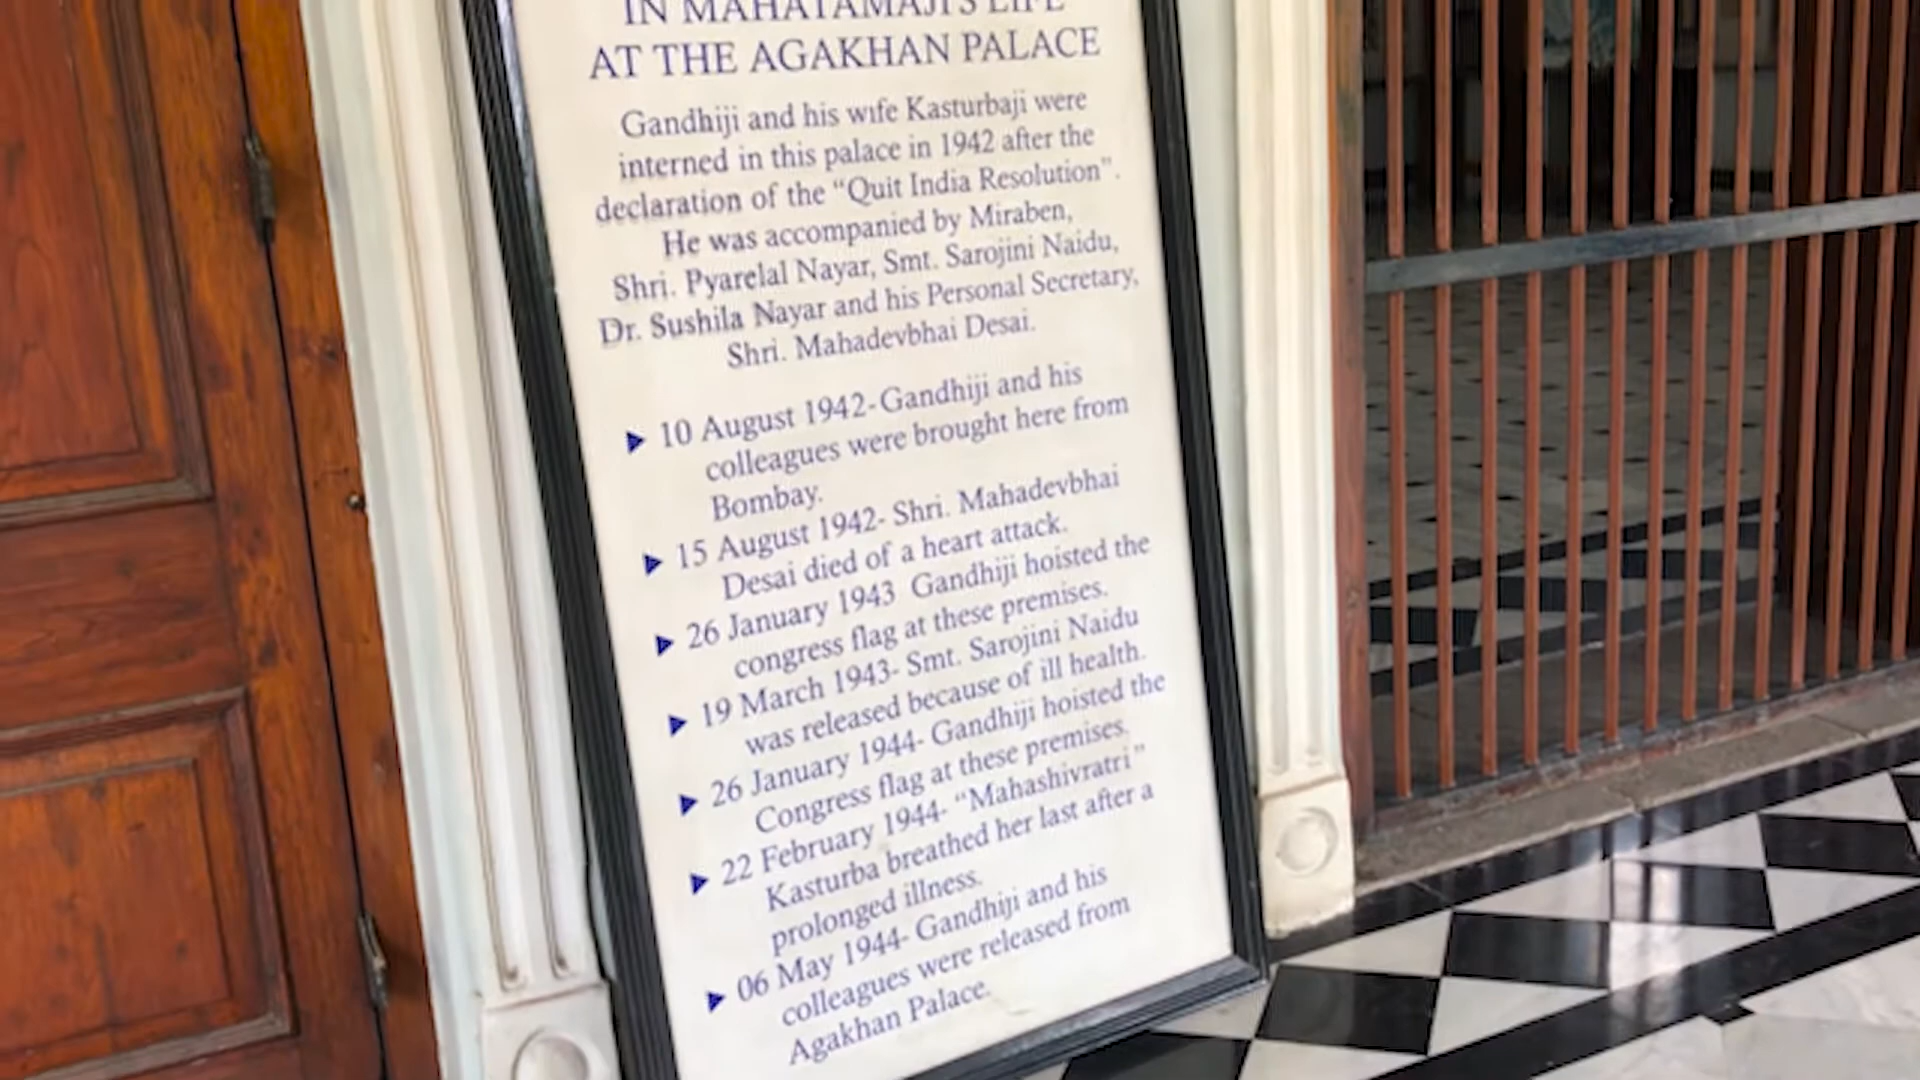 IN MAHATAMAJI'S LIFE
AT THE AGAKHAN PALACE
Gandhiji and his wife Kasturbaji were
interned in this palace in 1942 after the
declaration of the “Quit India Resolution”.
He was accompanied by Miraben,
Shri. Pyarelal Nayar, Smt. Sarojini Naidu,
Dr. Sushila Nayar and his Personal Secretary,
Shri. Mahadevbhai Desai.
▶ 10 August 1942-Gandhiji and his
colleagues were brought here from
Bombay.
▶ 15 August 1942- Shri. Mahadevbhai
Desai died of a heart attack.
▶ 26 January 1943 Gandhiji hoisted the
congress flag at these premises.
▶ 19 March 1943- Smt. Sarojini Naidu
was released because of ill health.
▶ 26 January 1944- Gandhiji hoisted the
Congress flag at these premises.
▶ 22 February 1944- “Mahashivratri”
Kasturba breathed her last after a
prolonged illness.
▶ 06 May 1944- Gandhiji and his
colleagues were released from
Agakhan Palace.